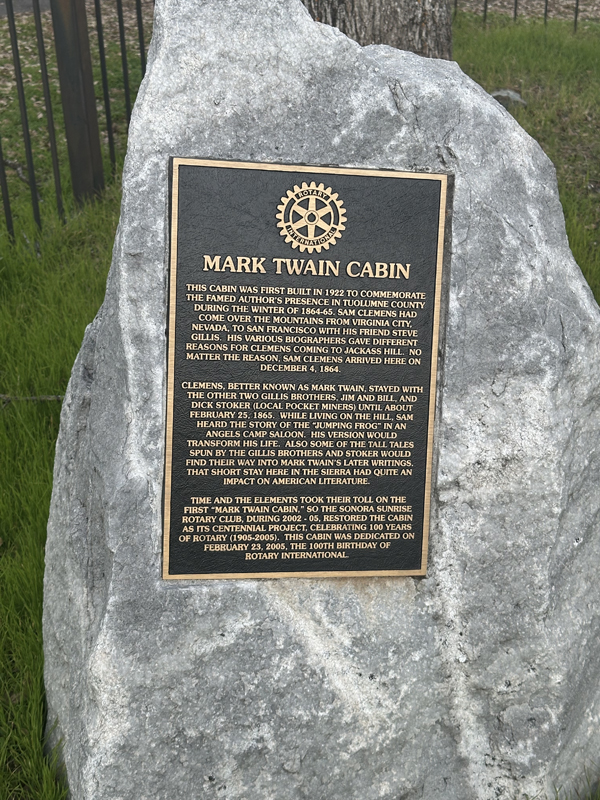 ROTARY
INTERNATIONAL
MARK TWAIN CABIN
THIS CABIN WAS FIRST BUILT IN 1922 TO COMMEMORATE
THE FAMED AUTHOR'S PRESENCE IN TUOLUMNE COUNTY
DURING THE WINTER OF 1864-65. SAM CLEMENS HAD
COME OVER THE MOUNTAINS FROM VIRGINIA CITY,
NEVADA, TO SAN FRANCISCO WITH HIS FRIEND STEVE
GILLIS. HIS VARIOUS BIOGRAPHERS GAVE DIFFERENT
REASONS FOR CLEMENS COMING TO JACKASS HILL. NO
MATTER THE REASON, SAM CLEMENS ARRIVED HERE ON
DECEMBER 4, 1864.
CLEMENS, BETTER KNOWN AS MARK TWAIN, STAYED WITH
THE OTHER TWO GILLIS BROTHERS, JIM AND BILL, AND
DICK STOKER (LOCAL POCKET MINERS) UNTIL ABOUT
FEBRUARY 25, 1865. WHILE LIVING ON THE HILL, SAM
HEARD THE STORY OF THE "JUMPING FROG" IN AN
ANGELS CAMP SALOON. HIS VERSION WOULD
TRANSFORM HIS LIFE. ALSO SOME OF THE TALL TALES
SPUN BY THE GILLIS BROTHERS AND STOKER WOULD
FIND THEIR WAY INTO MARK TWAIN'S LATER WRITINGS.
THAT SHORT STAY HERE IN THE SIERRA HAD QUITE AN
IMPACT ON AMERICAN LITERATURE.
TIME AND THE ELEMENTS TOOK THEIR TOLL ON THE
FIRST "MARK TWAIN CABIN," SO THE SONORA SUNRISE
ROTARY CLUB, DURING 2002 - 05, RESTORED THE CABIN
AS ITS CENTENNIAL PROJECT, CELEBRATING 100 YEARS
OF ROTARY (1905-2005). THIS CABIN WAS DEDICATED ON
FEBRUARY 23, 2005, THE 100TH BIRTHDAY OF
ROTARY INTERNATIONAL.